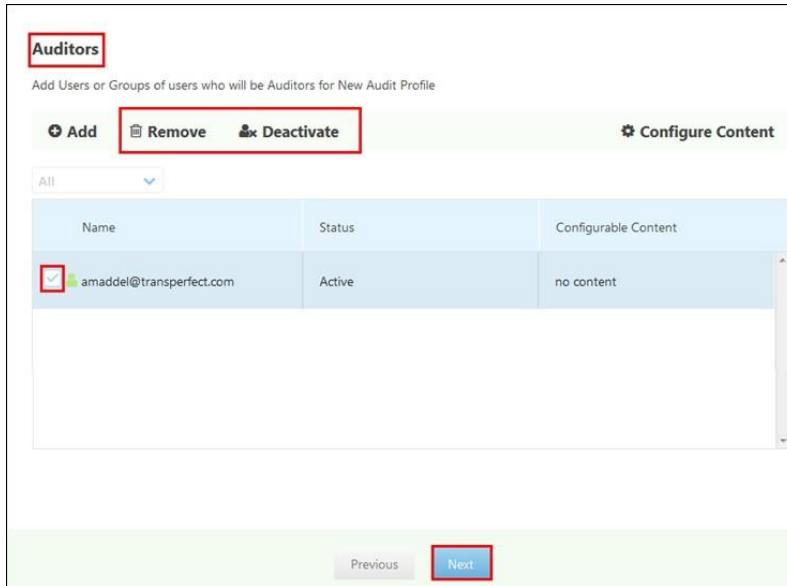 Auditors
Add Users or Groups of users who will be Auditors for New Audit Profile
Add Remove Deactivate Configure Content
All
Name Status Configurable Content
amaddel@transperfect.com Active no content
Previous Next